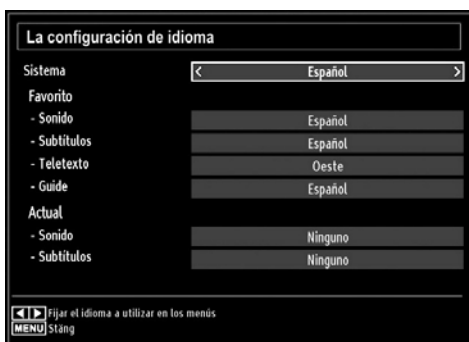 La configuración de idioma
Sistema < Español >
Favorito
- Sonido Español
- Subtítulos Español
- Teletexto Oeste
- Guide Español
Actual
- Sonido Ninguno
- Subtítulos Ninguno
Fijar el idioma a utilizar en los menús
MENU Stäng